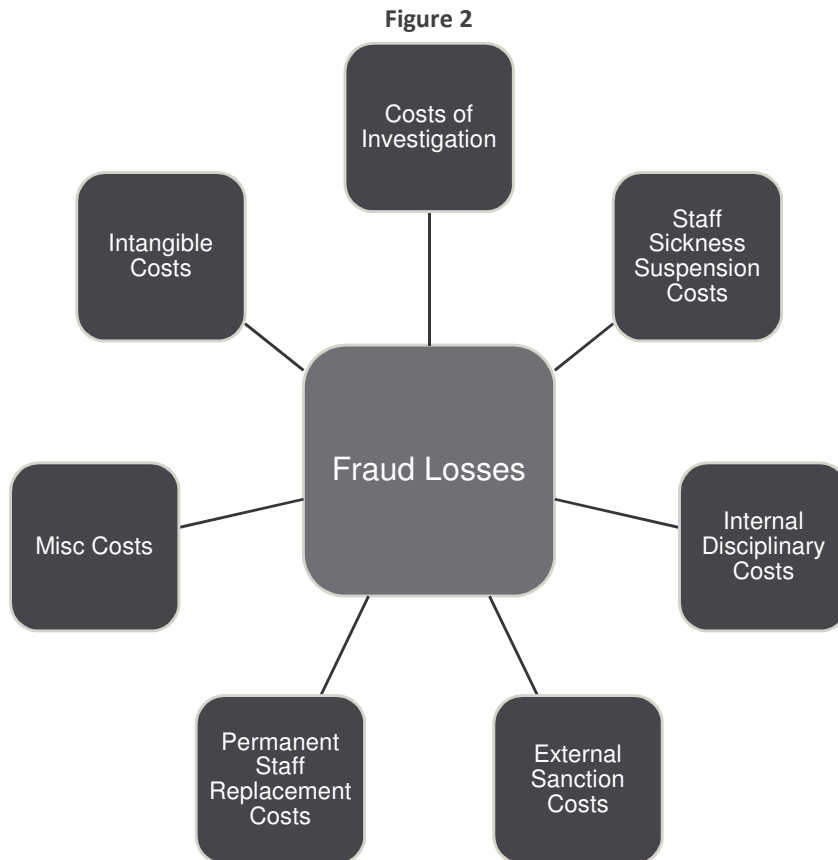 Figure 2
Costs of
Investigation
Staff
Sickness
Suspension
Costs
Internal
Disciplinary
Costs
External
Sanction
Costs
Permanent
Staff
Replacement
Costs
Misc Costs
Intangible
Costs
Fraud Losses